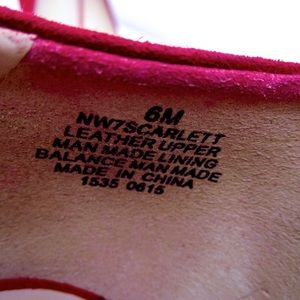 6M
NW7SCARLETT
LEATHER UPPER
MAN MADE LINING
BALANCE MAN MADE
MADE IN CHINA
1535 0615